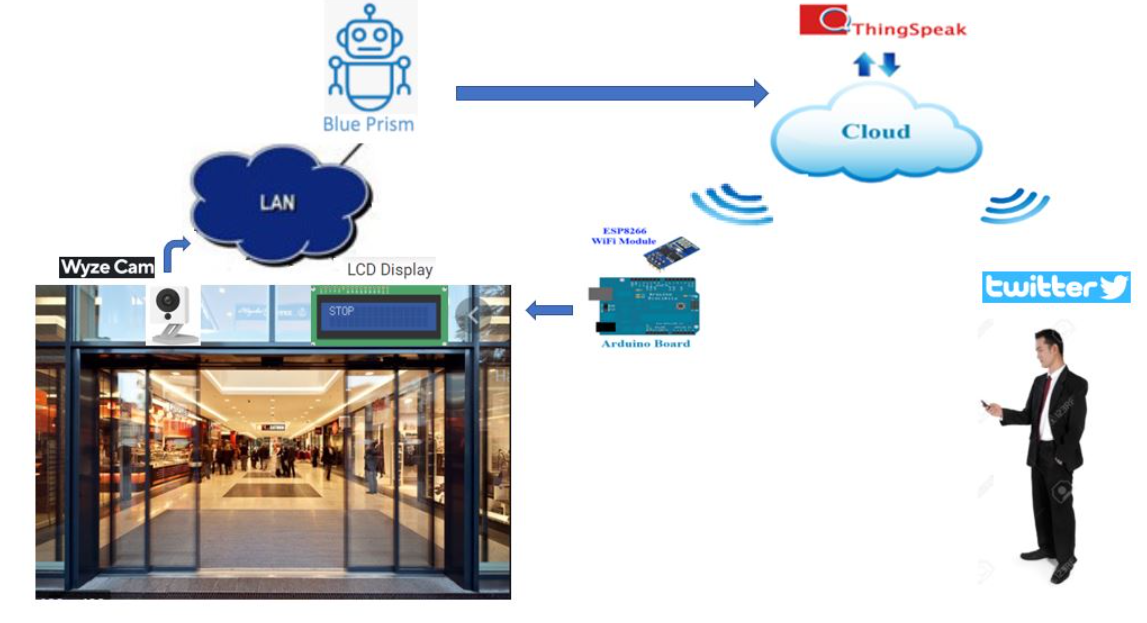 ThingSpeak
Blue Prism
Cloud
LAN
ESP8266
WiFi Module
Wyze Cam
LCD Display
twitter
STOP
Arduino Board